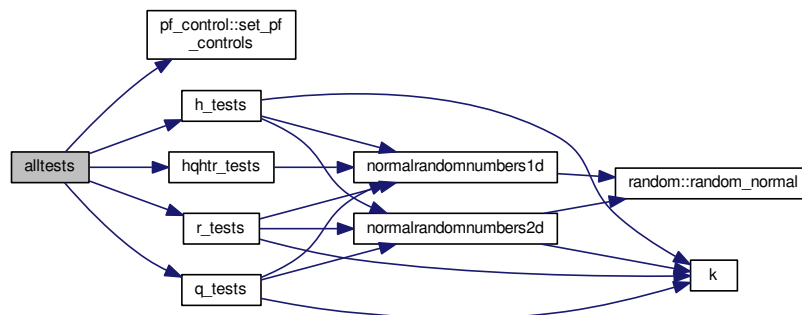 pf_control::set_pf
_controls
h_tests
alltests
hqhtr_tests
normalrandomnumbers1d
random::random_normal
r_tests
normalrandomnumbers2d
k
q_tests